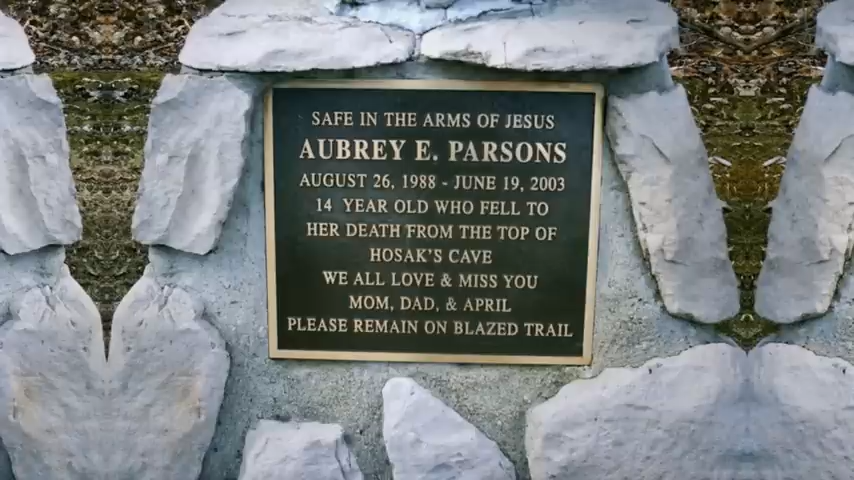 SAFE IN THE ARMS OF JESUS
AUBREY E. PARSONS
AUGUST 26, 1988 - JUNE 19, 2003
14 YEAR OLD WHO FELL TO
HER DEATH FROM THE TOP OF
HOSAK'S CAVE
WE ALL LOVE & MISS YOU
MOM, DAD, & APRIL
PLEASE REMAIN ON BLAZED TRAIL